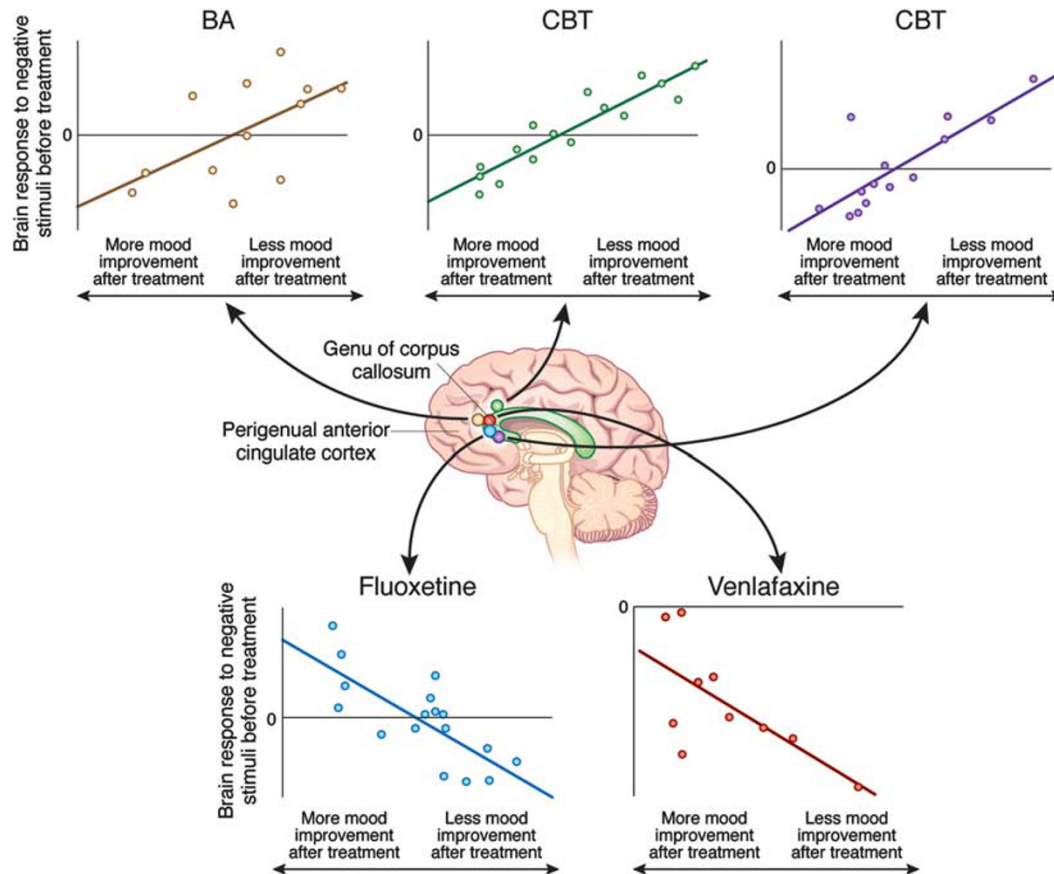 BA
CBT
CBT
Brain response to negative
stimuli before treatment
0
0
0
More mood
improvement
after treatment
Less mood
improvement
after treatment
More mood
improvement
after treatment
Less mood
improvement
after treatment
More mood
improvement
after treatment
Less mood
improvement
after treatment
Genu of corpus
callosum
Perigenual anterior
cingulate cortex
Fluoxetine
Venlafaxine
Brain response to negative
stimuli before treatment
0
0
More mood
improvement
after treatment
Less mood
improvement
after treatment
More mood
improvement
after treatment
Less mood
improvement
after treatment